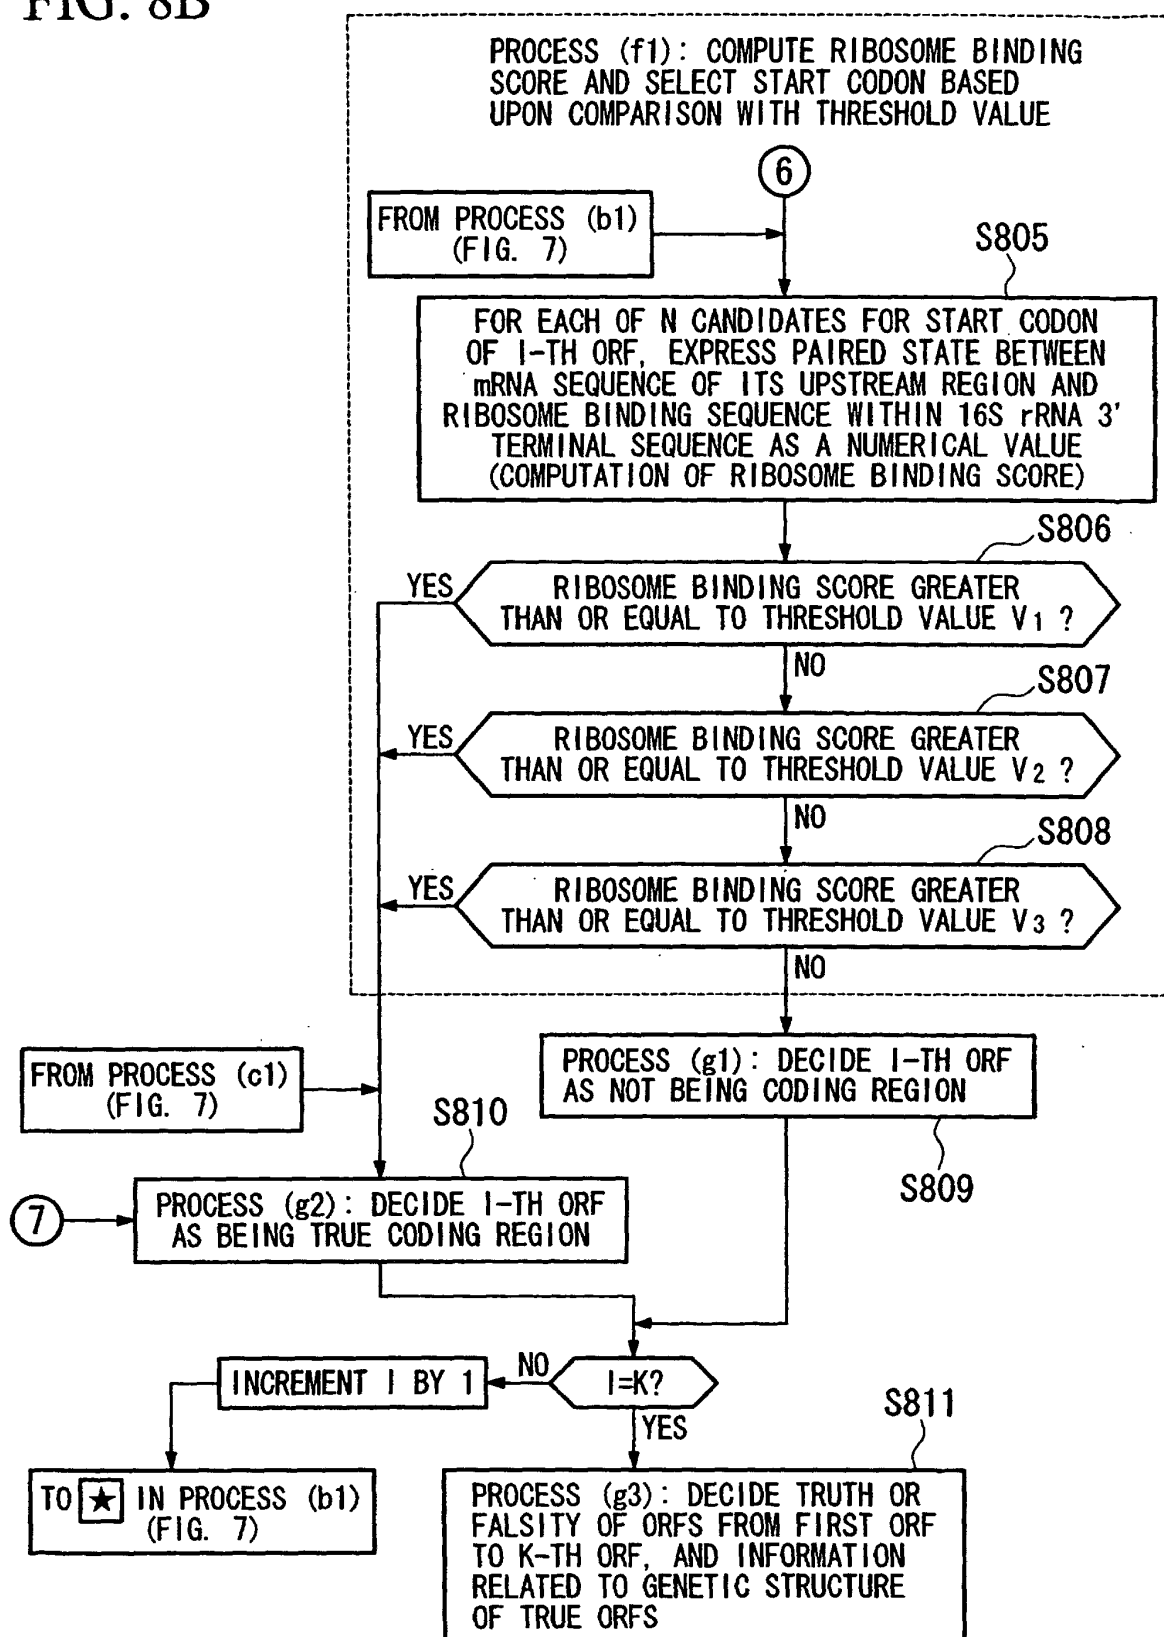 FIG. 8B
PROCESS (f1): COMPUTE RIBOSOME BINDING
SCORE AND SELECT START CODON BASED
UPON COMPARISON WITH THRESHOLD VALUE
6
FROM PROCESS (b1)
(FIG. 7)
S805
FOR EACH OF N CANDIDATES FOR START CODON
OF I-TH ORF, EXPRESS PAIRED STATE BETWEEN
mRNA SEQUENCE OF ITS UPSTREAM REGION AND
RIBOSOME BINDING SEQUENCE WITHIN 16S rRNA 3'
TERMINAL SEQUENCE AS A NUMERICAL VALUE
(COMPUTATION OF RIBOSOME BINDING SCORE)
S806
YES
RIBOSOME BINDING SCORE GREATER
THAN OR EQUAL TO THRESHOLD VALUE V1 ?
NO
S807
YES
RIBOSOME BINDING SCORE GREATER
THAN OR EQUAL TO THRESHOLD VALUE V2 ?
NO
S808
YES
RIBOSOME BINDING SCORE GREATER
THAN OR EQUAL TO THRESHOLD VALUE V3 ?
NO
FROM PROCESS (c1)
(FIG. 7)
PROCESS (g1): DECIDE I-TH ORF
AS NOT BEING CODING REGION
S809
S810
7
PROCESS (g2): DECIDE I-TH ORF
AS BEING TRUE CODING REGION
INCREMENT I BY 1
NO
I=K?
YES
S811
TO ★ IN PROCESS (b1)
(FIG. 7)
PROCESS (g3): DECIDE TRUTH OR
FALSITY OF ORFS FROM FIRST ORF
TO K-TH ORF, AND INFORMATION
RELATED TO GENETIC STRUCTURE
OF TRUE ORFS